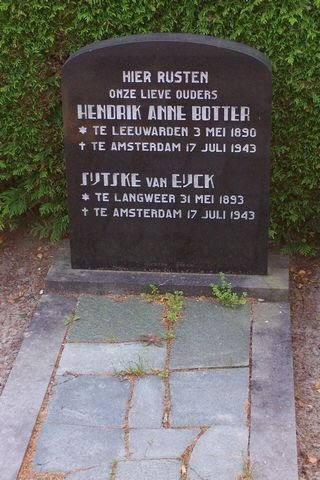 HIER RUSTEN
ONZE LIEVE OUDERS
HENDRIK ANNE BOTTER
* TE LEEUWARDEN 3 MEI 1890
✝ TE AMSTERDAM 17 JULI 1943
SYTSKE VAN EYCK
* TE LANGWEER 31 MEI 1893
✝ TE AMSTERDAM 17 JULI 1943